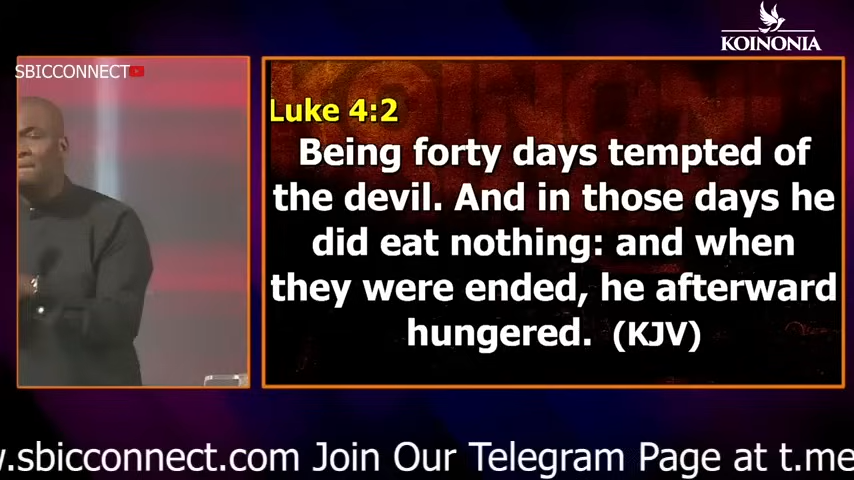 KOINONIA
SBICCONNECT
Luke 4:2
Being forty days tempted of
the devil. And in those days he
did eat nothing: and when
they were ended, he afterward
hungered. (KJV)
.sbicconnect.com Join Our Telegram Page at t.me